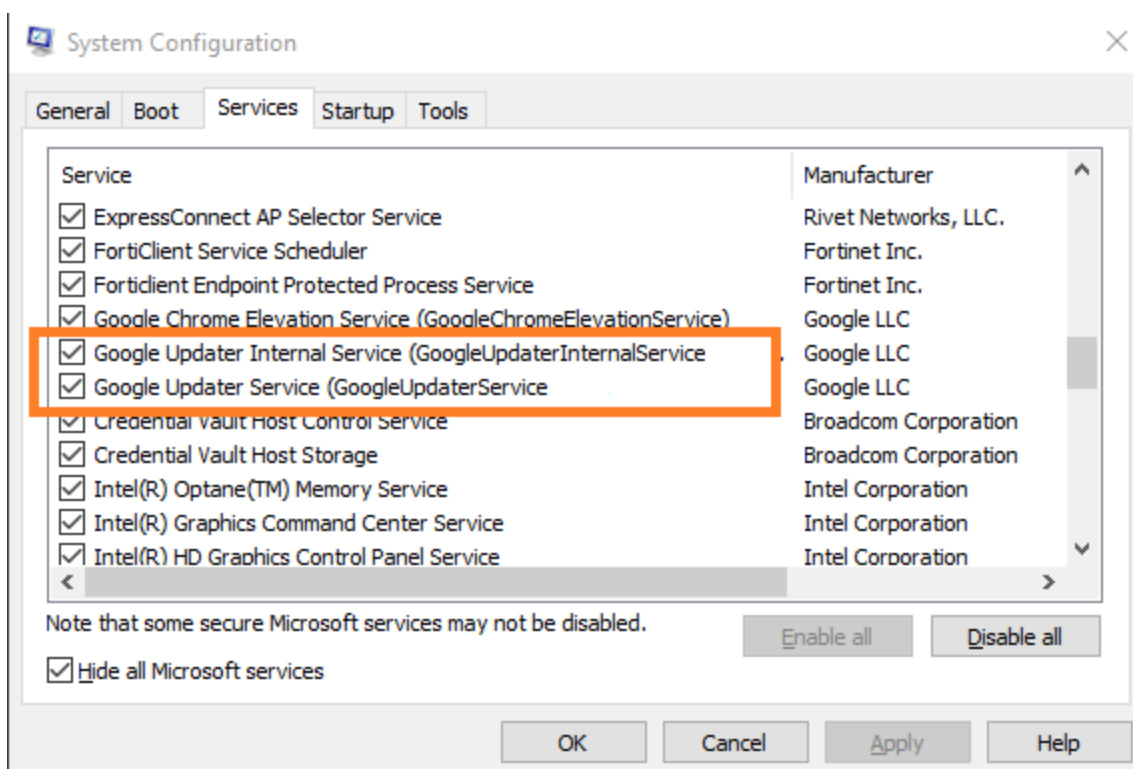 System Configuration
General Boot Services Startup Tools
Service Manufacturer
ExpressConnect AP Selector Service Rivet Networks, LLC.
FortiClient Service Scheduler Fortinet Inc.
Forticlient Endpoint Protected Process Service Fortinet Inc.
Google Chrome Elevation Service (GoogleChromeElevationService) Google LLC
Google Updater Internal Service (GoogleUpdaterInternalService . Google LLC
Google Updater Service (GoogleUpdaterService Google LLC
Credential Vault Host Control Service Broadcom Corporation
Credential Vault Host Storage Broadcom Corporation
Intel(R) Optane(TM) Memory Service Intel Corporation
Intel(R) Graphics Command Center Service Intel Corporation
Intel(R) HD Graphics Control Panel Service Intel Corporation
Note that some secure Microsoft services may not be disabled.
Enable all Disable all
Hide all Microsoft services
OK Cancel Apply Help